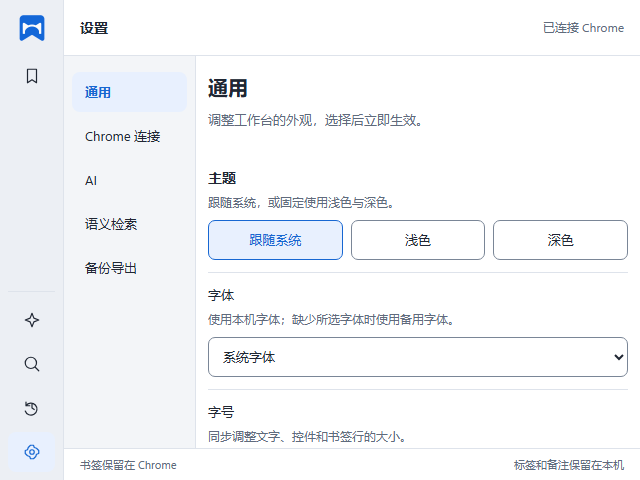 设置
已连接 Chrome
通用
Chrome 连接
AI
语义检索
备份导出
通用
调整工作台的外观，选择后立即生效。
主题
跟随系统，或固定使用浅色与深色。
跟随系统
浅色
深色
字体
使用本机字体；缺少所选字体时使用备用字体。
系统字体
字号
同步调整文字、控件和书签行的大小。
书签保留在 Chrome
标签和备注保留在本机